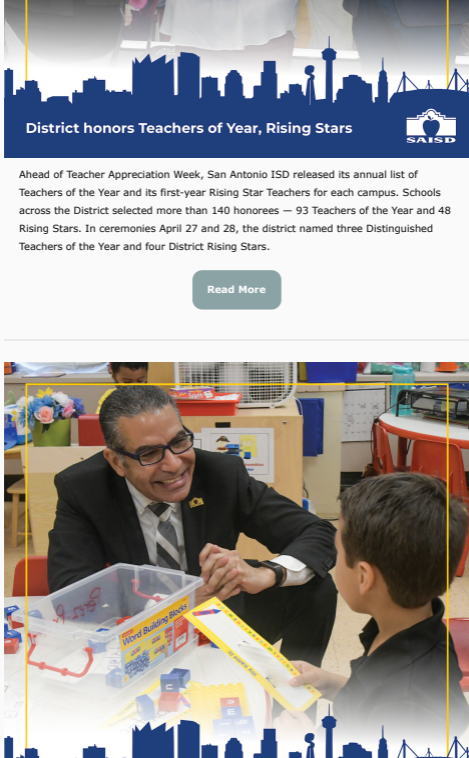 District honors Teachers of Year, Rising Stars
SAISD
Ahead of Teacher Appreciation Week, San Antonio ISD released its annual list of
Teachers of the Year and its first-year Rising Star Teachers for each campus. Schools
across the District selected more than 140 honorees — 93 Teachers of the Year and 48
Rising Stars. In ceremonies April 27 and 28, the district named three Distinguished
Teachers of the Year and four District Rising Stars.
Read More
Word Building Blocks